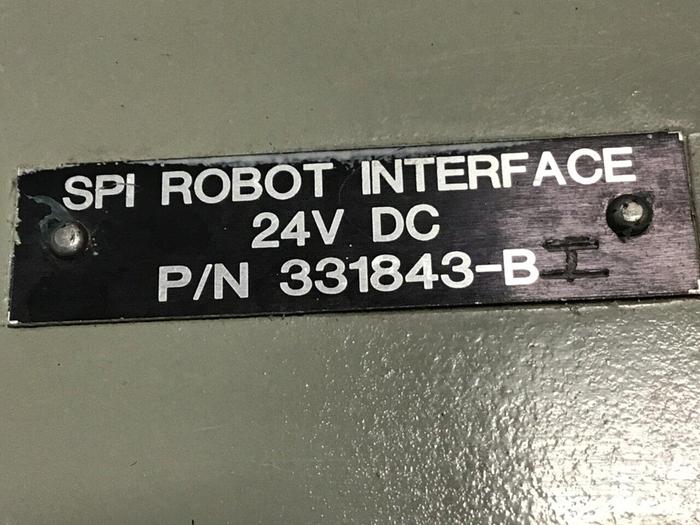 SPI ROBOT INTERFACE
24V DC
P/N 331843-B I